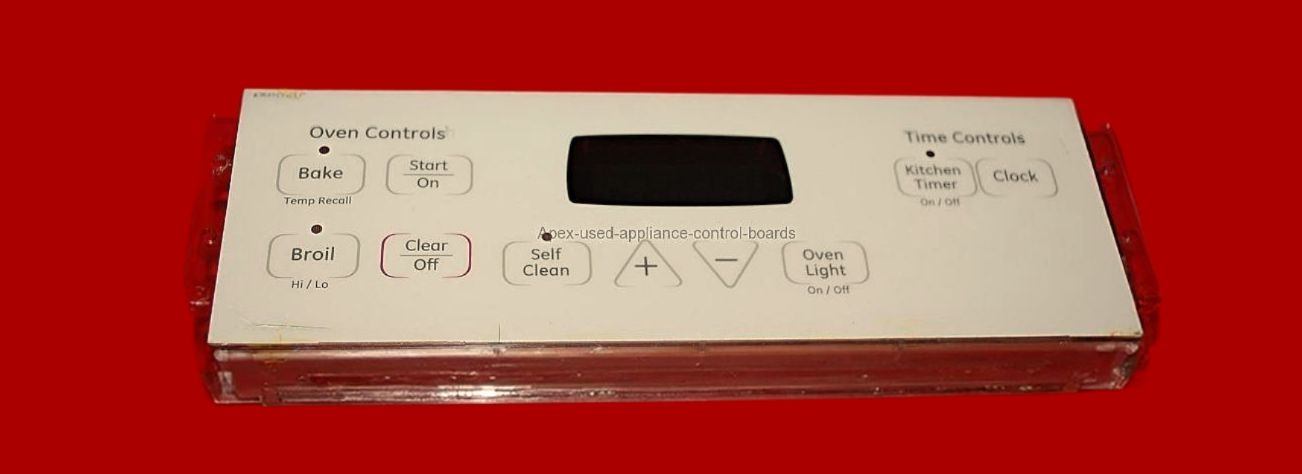 Oven Controls
Time Controls
Bake
Start
On
Kitchen
Timer
Clock
Temp Recall
On / Off
Apex-used-appliance-control-boards
Broil
Clear
Off
Self
Clean
+
−
Oven
Light
Hi / Lo
On / Off